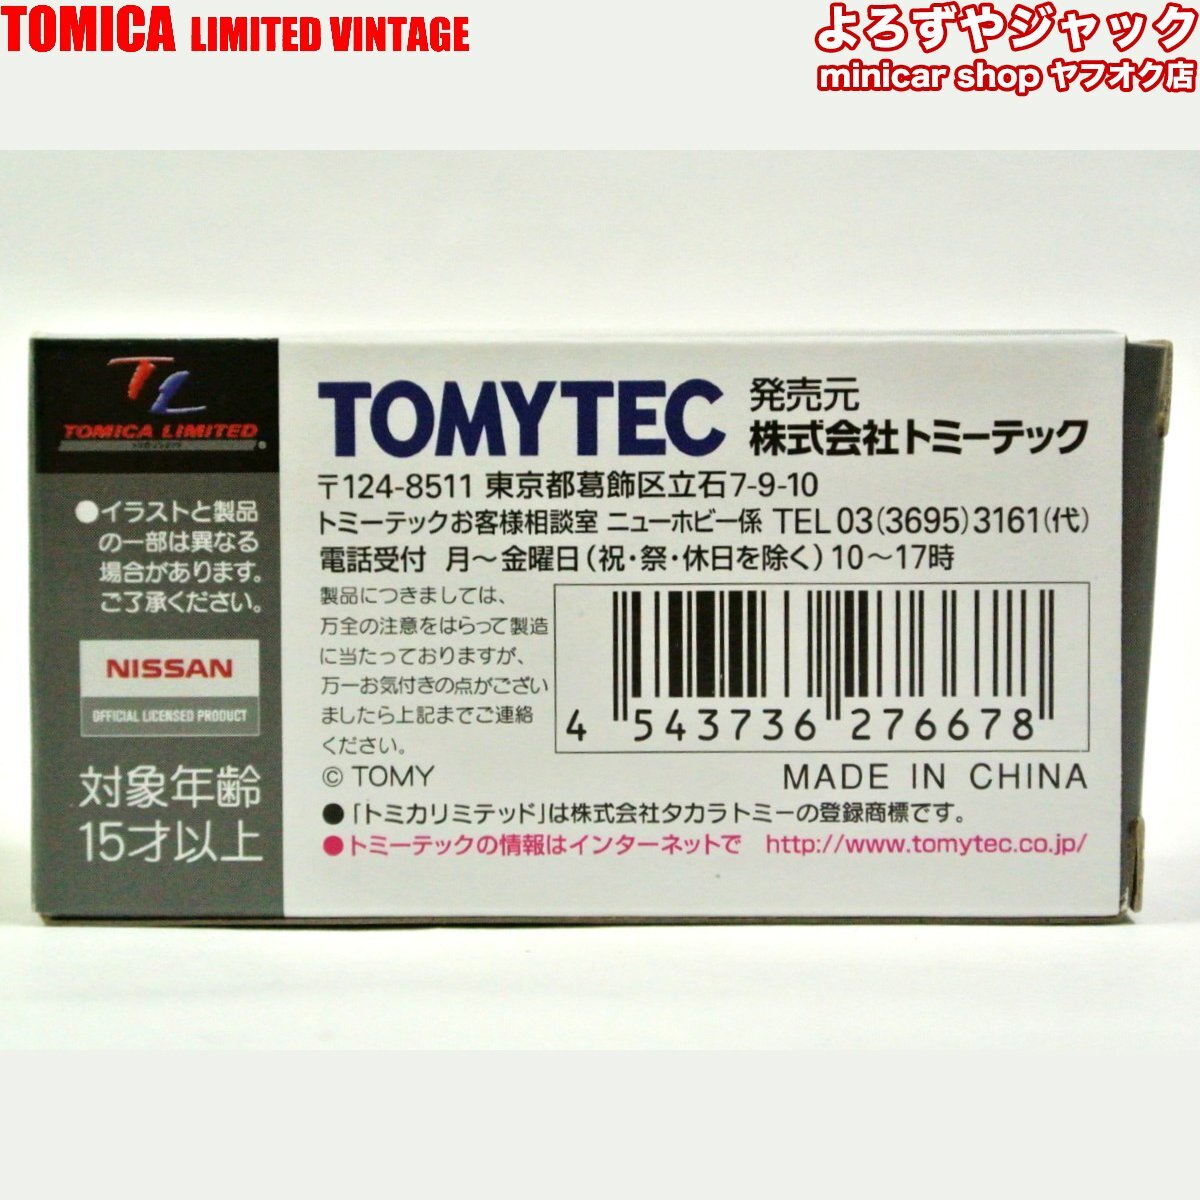 TOMICA LIMITED VINTAGE
よろずやジャック
minicar shop ヤフオク店
TL
TOMICA LIMITED
●イラストと製品
の一部は異なる
場合があります。
ご了承ください。
NISSAN
OFFICIAL LICENSED PRODUCT
対象年齢
15才以上
TOMYTEC
発売元
株式会社トミーテック
〒124-8511 東京都葛飾区立石7-9-10
トミーテックお客様相談室 ニューホビー係 TEL 03(3695)3161(代)
電話受付 月～金曜日(祝・祭・休日を除く)10～17時
製品につきましては、
万全の注意をはらって製造
に当たっておりますが、
万一お気付きの点がござい
ましたら上記までご連絡
ください。
4 543736 276678
© TOMY
MADE IN CHINA
●「トミカリミテッド」は株式会社タカラトミーの登録商標です。
●トミーテックの情報はインターネットで http://www.tomytec.co.jp/